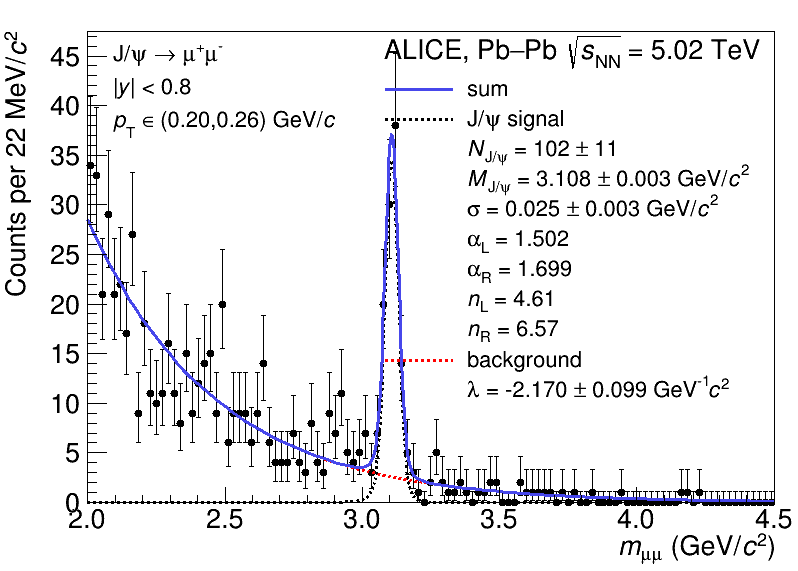 J/ψ → μ⁺μ⁻
|y| < 0.8
p_T ∈ (0.20,0.26) GeV/c
ALICE, Pb–Pb √s_NN = 5.02 TeV
sum
J/ψ signal
N_J/ψ = 102 ± 11
M_J/ψ = 3.108 ± 0.003 GeV/c²
σ = 0.025 ± 0.003 GeV/c²
α_L = 1.502
α_R = 1.699
n_L = 4.61
n_R = 6.57
background
λ = -2.170 ± 0.099 GeV⁻¹c²
Counts per 22 MeV/c²
45
40
35
30
25
20
15
10
5
0
2.0 2.5 3.0 3.5 4.0 4.5
m_μμ (GeV/c²)